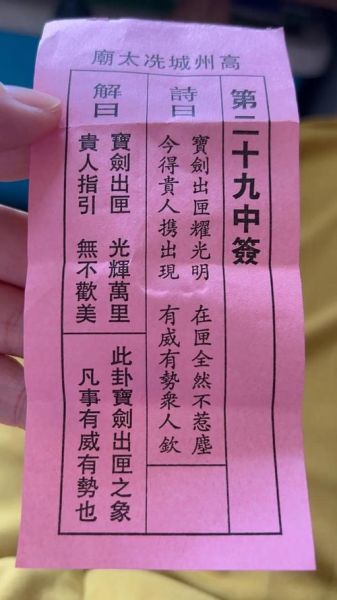 高州城冼太廟
第二十九中簽
詩曰
寶劍出匣耀光明 在匣全然不惹塵
今得貴人携出現 有威有勢衆人欽
解曰
寶劍出匣 光輝萬里
貴人指引 無不歡美
此卦寶劍出匣之象
凡事有威有勢也